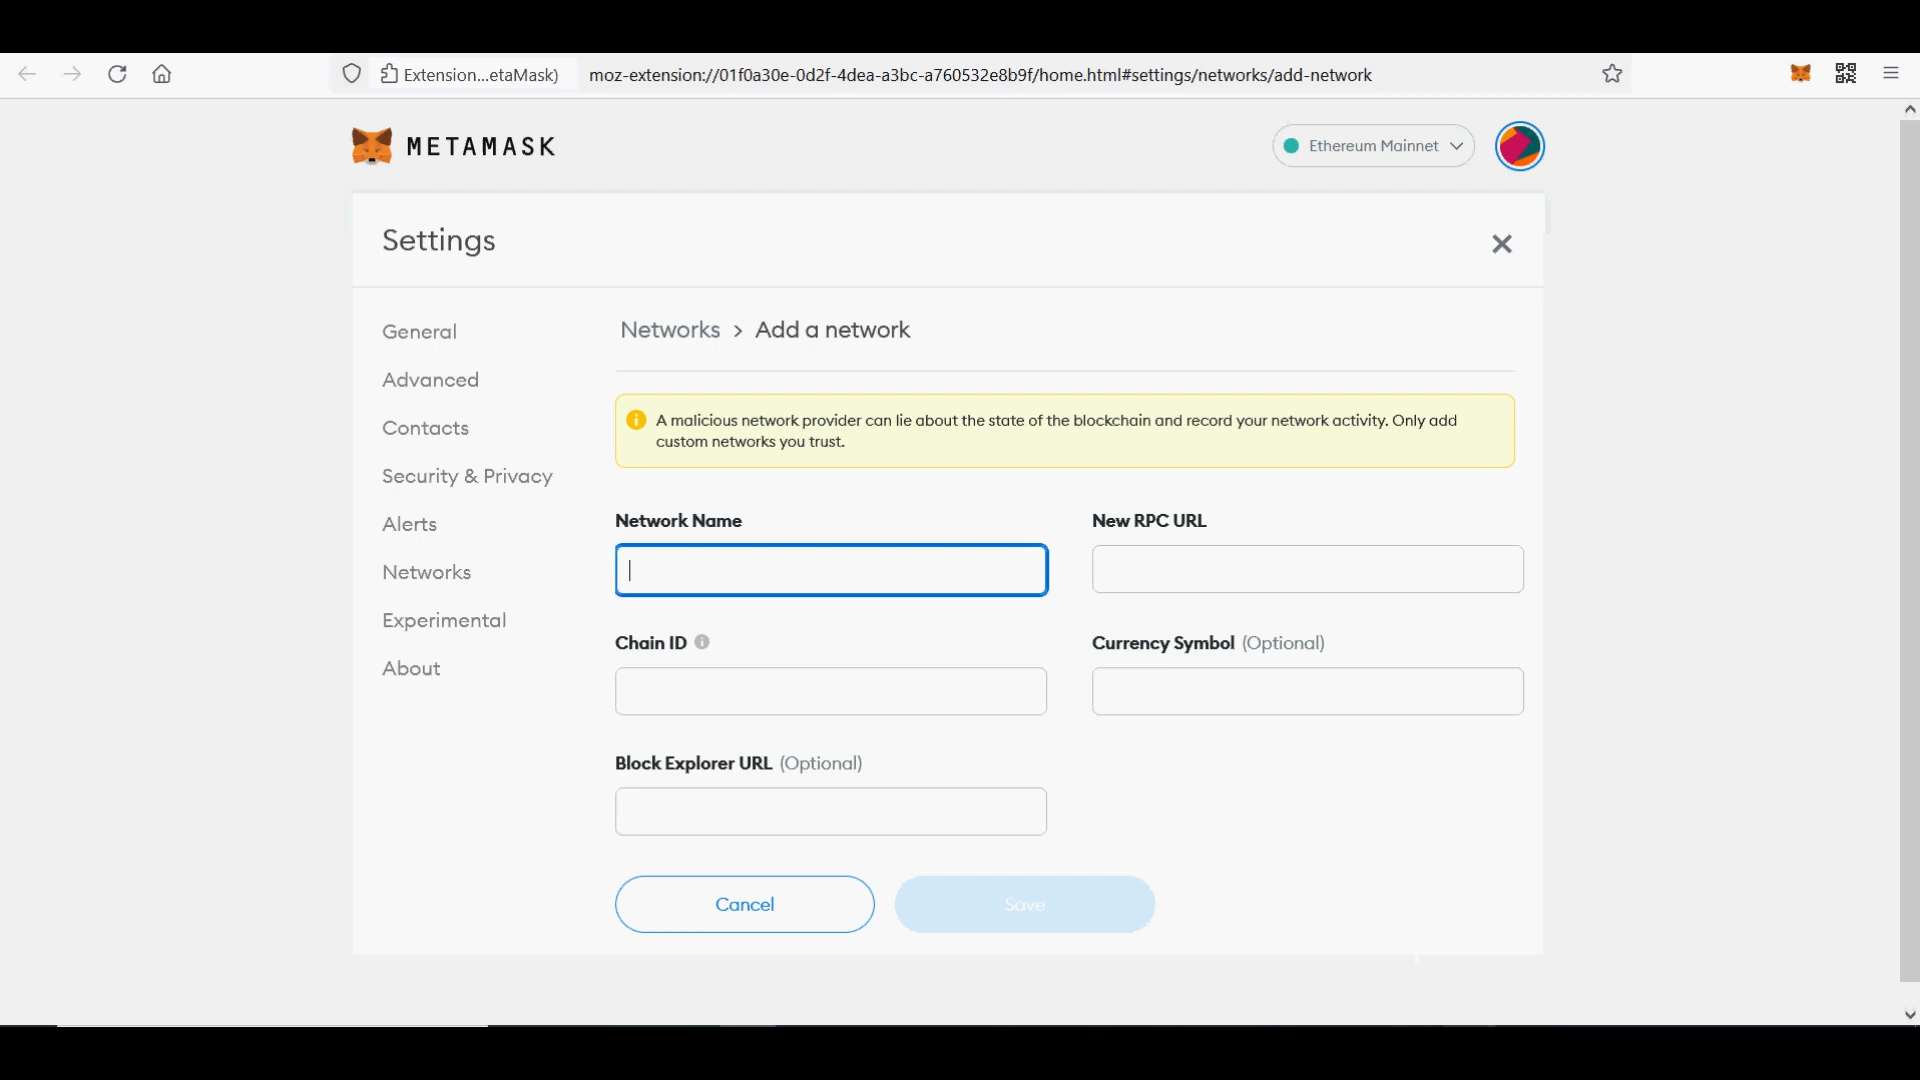 Extension...etaMask)
moz-extension://01f0a30e-0d2f-4dea-a3bc-a760532e8b9f/home.html#settings/networks/add-network
METAMASK
Ethereum Mainnet
Settings
General
Advanced
Contacts
Security & Privacy
Alerts
Networks
Experimental
About
Networks > Add a network
A malicious network provider can lie about the state of the blockchain and record your network activity. Only add
custom networks you trust.
Network Name
New RPC URL
Chain ID
Currency Symbol (Optional)
Block Explorer URL (Optional)
Cancel
Save